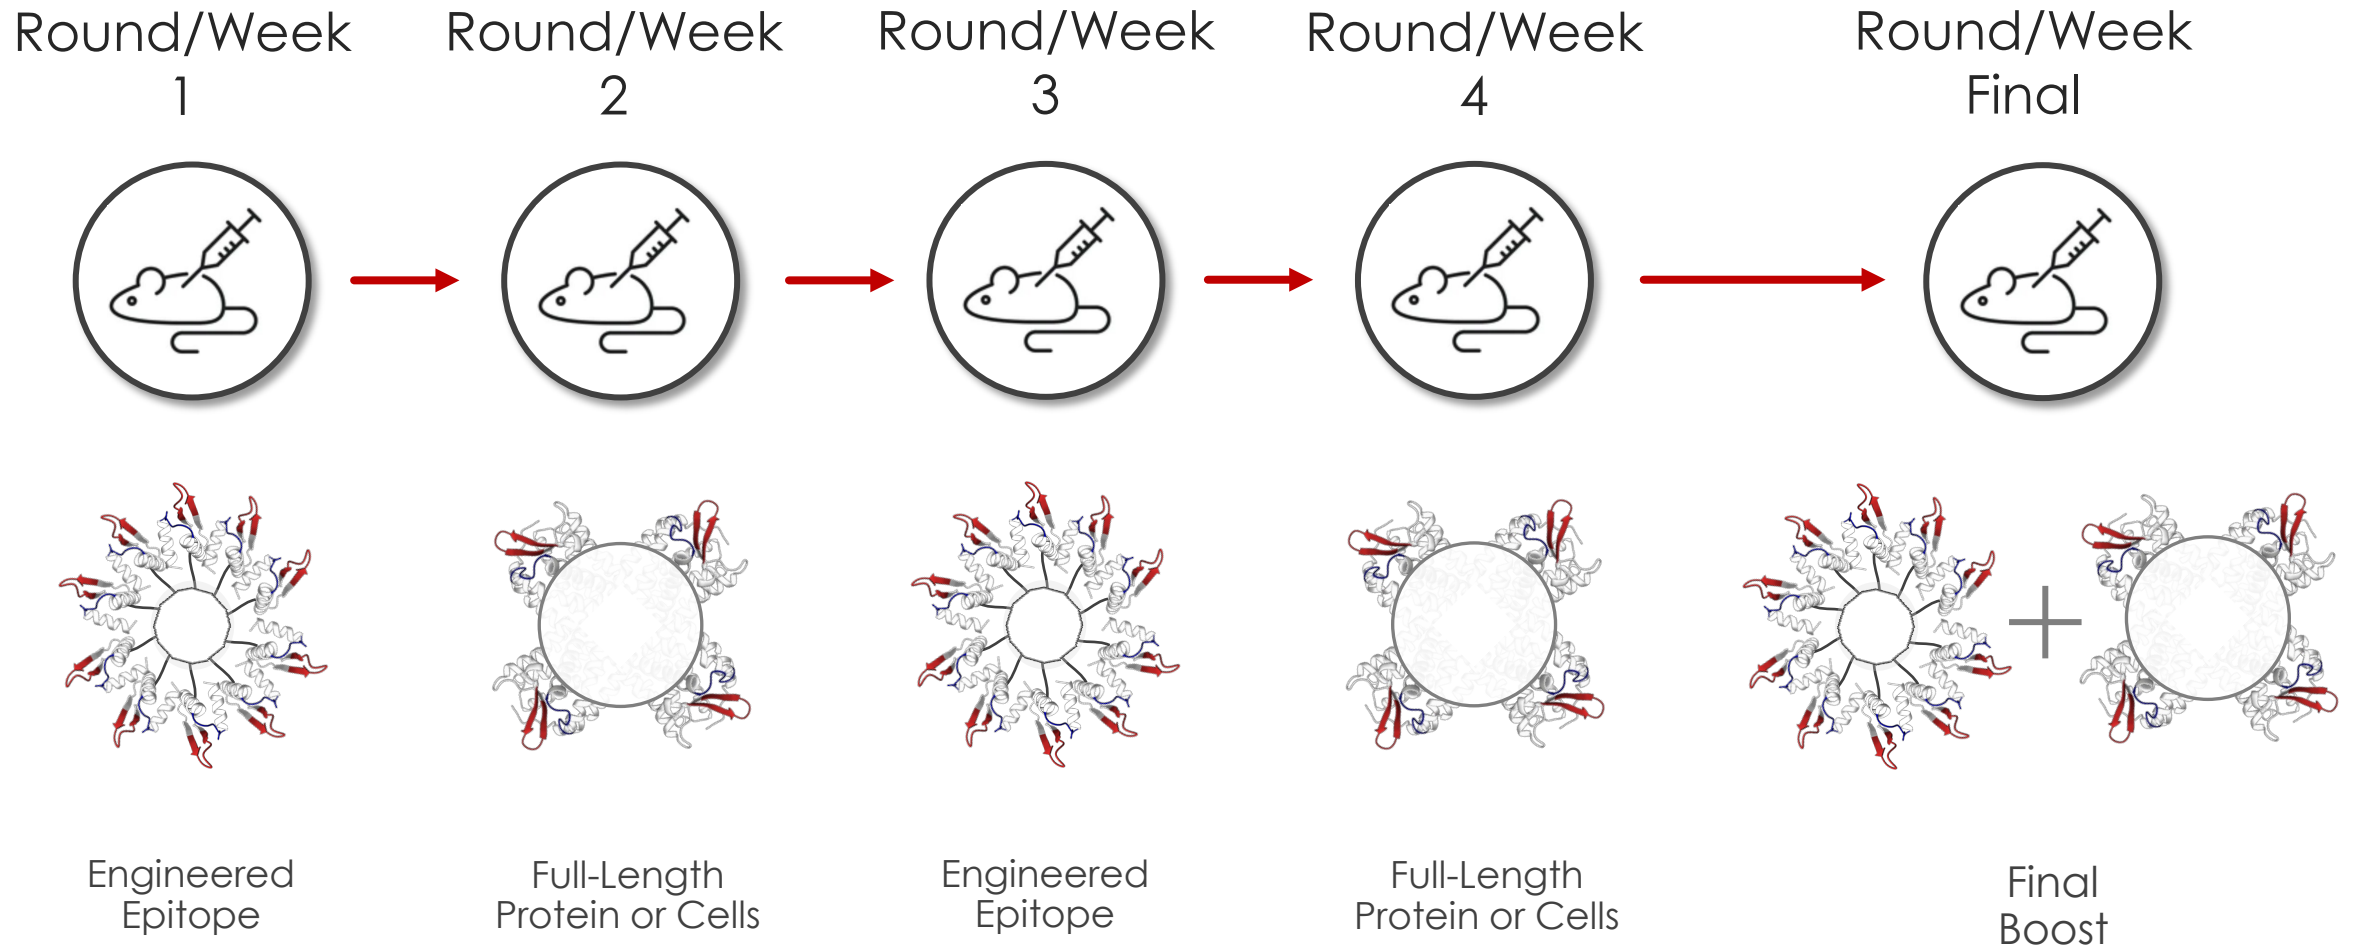 Round/Week
1
Round/Week
2
Round/Week
3
Round/Week
4
Round/Week
Final
Engineered
Epitope
Full-Length
Protein or Cells
Engineered
Epitope
Full-Length
Protein or Cells
Final
Boost